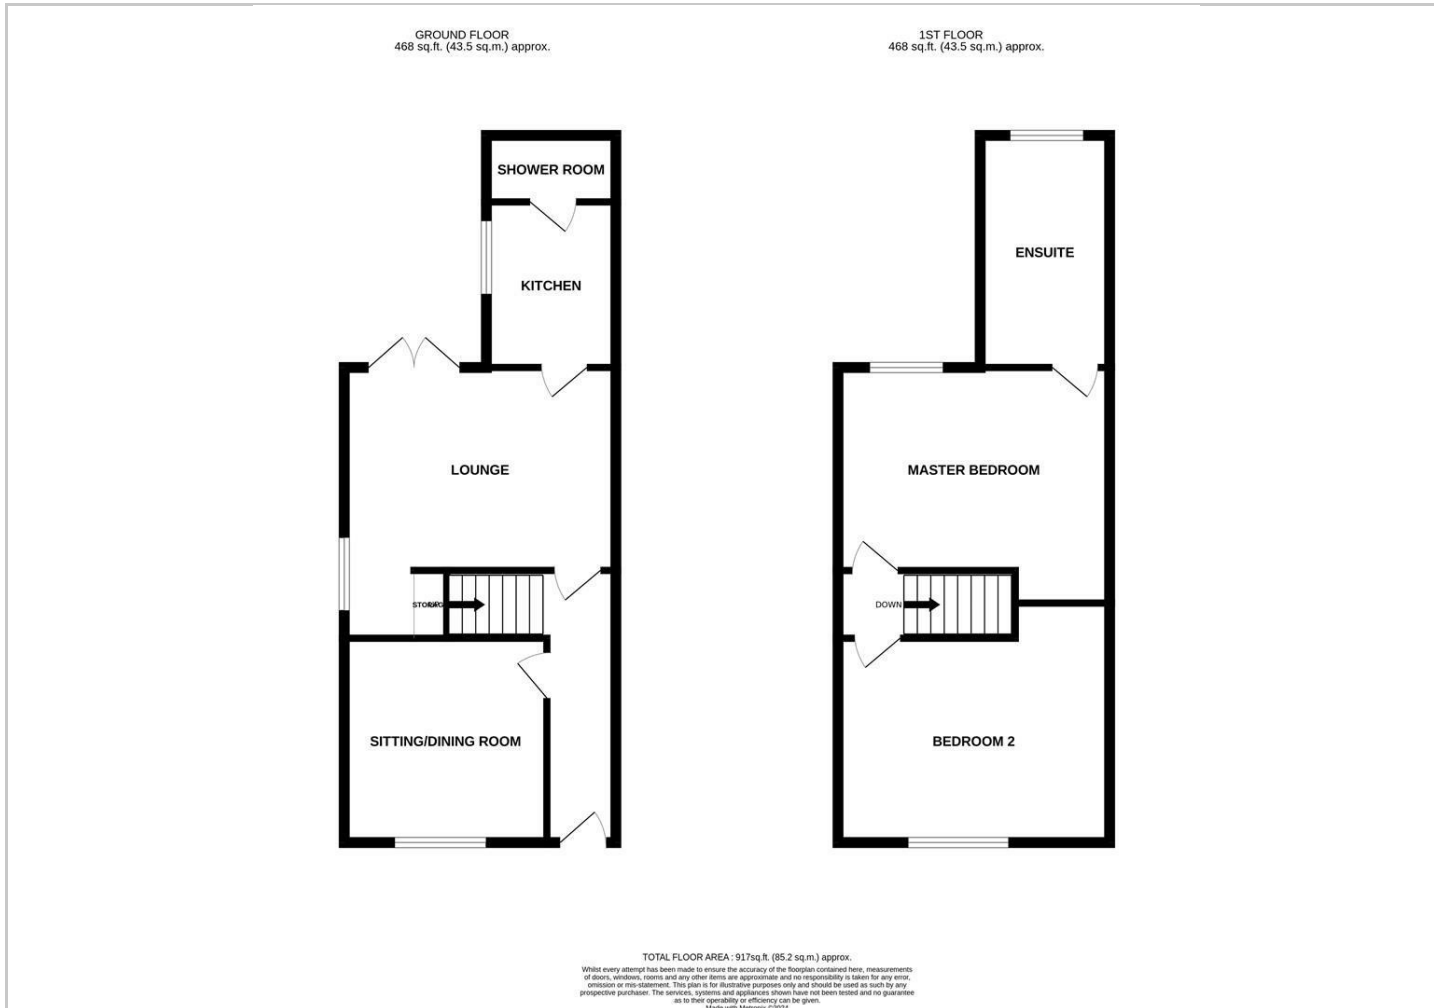 GROUND FLOOR
468 sq.ft. (43.5 sq.m.) approx.
1ST FLOOR
468 sq.ft. (43.5 sq.m.) approx.
SHOWER ROOM
KITCHEN
LOUNGE
SITTING/DINING ROOM
ENSUITE
MASTER BEDROOM
DOWN
BEDROOM 2
TOTAL FLOOR AREA : 917sq.ft. (85.2 sq.m.) approx.
Whilst every attempt has been made to ensure the accuracy of the floorplan contained here, measurements
of doors, windows, rooms and any other items are approximate and no responsibility is taken for any error,
omission or mis-statement. This plan is for illustrative purposes only and should be used as such by any
prospective purchaser. The services, systems and appliances shown have not been tested and no guarantee
as to their operability or efficiency can be given.
Made with Metropix ©2021